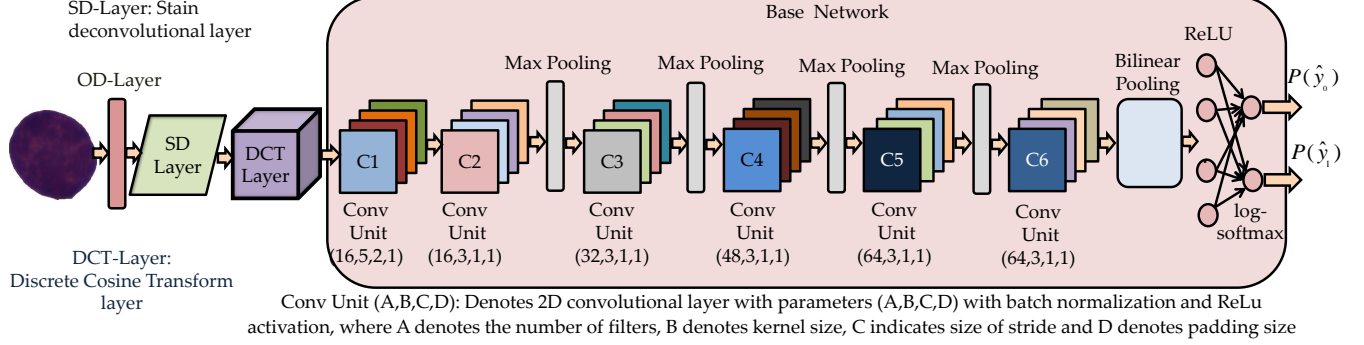 SD-Layer: Stain
deconvolutional layer
Base Network
OD-Layer
SD
Layer
DCT
Layer
DCT-Layer:
Discrete Cosine Transform
layer
Max Pooling
Max Pooling
Max Pooling
Max Pooling
Bilinear
Pooling
ReLU
C1
C2
C3
C4
C5
C6
Conv
Unit
(16,5,2,1)
Conv
Unit
(16,3,1,1)
Conv
Unit
(32,3,1,1)
Conv
Unit
(48,3,1,1)
Conv
Unit
(64,3,1,1)
Conv
Unit
(64,3,1,1)
log-
softmax
P(ŷ₀)
P(ŷ₁)
Conv Unit (A,B,C,D): Denotes 2D convolutional layer with parameters (A,B,C,D) with batch normalization and ReLu
activation, where A denotes the number of filters, B denotes kernel size, C indicates size of stride and D denotes padding size